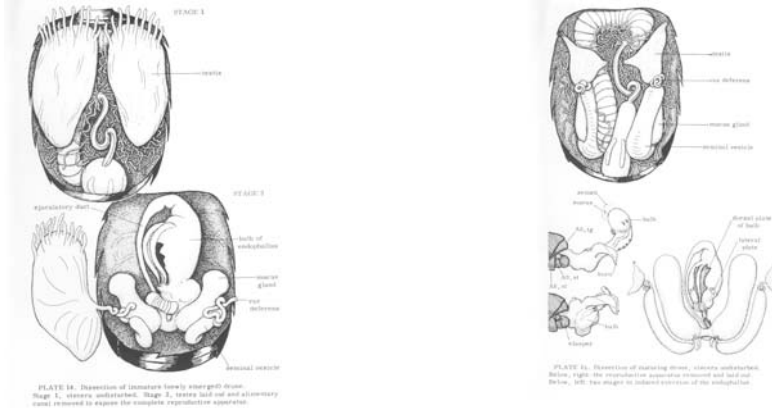 STAGE 1
testis
STAGE 2
ejaculatory duct
bulb of
endophallus
mucus
gland
vas
deferens
seminal vesicle
PLATE 14. Dissection of immature (newly emerged) drone.
Stage 1, viscera undisturbed. Stage 2, testes laid out and alimentary
canal removed to expose the complete reproductive apparatus.
testis
vas deferens
mucus gland
seminal vesicle
semen
mucus
bulb
dorsal plate
of bulb
lateral
plate
horn
bulb
clasper
PLATE 15. Dissection of maturing drone, viscera undisturbed.
Below, right: the reproductive apparatus removed and laid out.
Below, left: two stages in induced eversion of the endophallus.